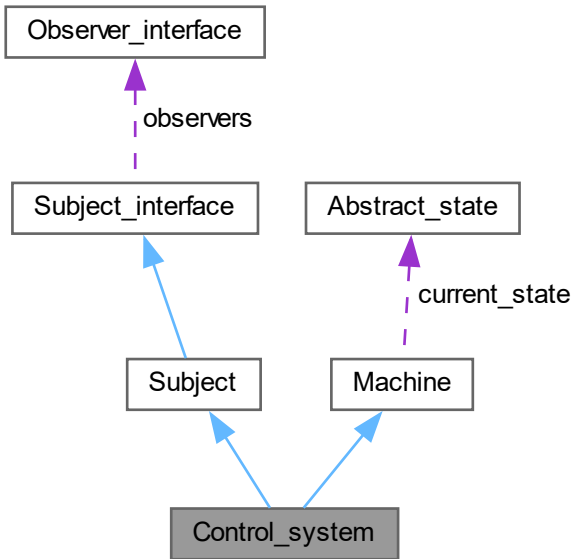 Observer_interface
observers
Subject_interface
Abstract_state
current_state
Subject
Machine
Control_system